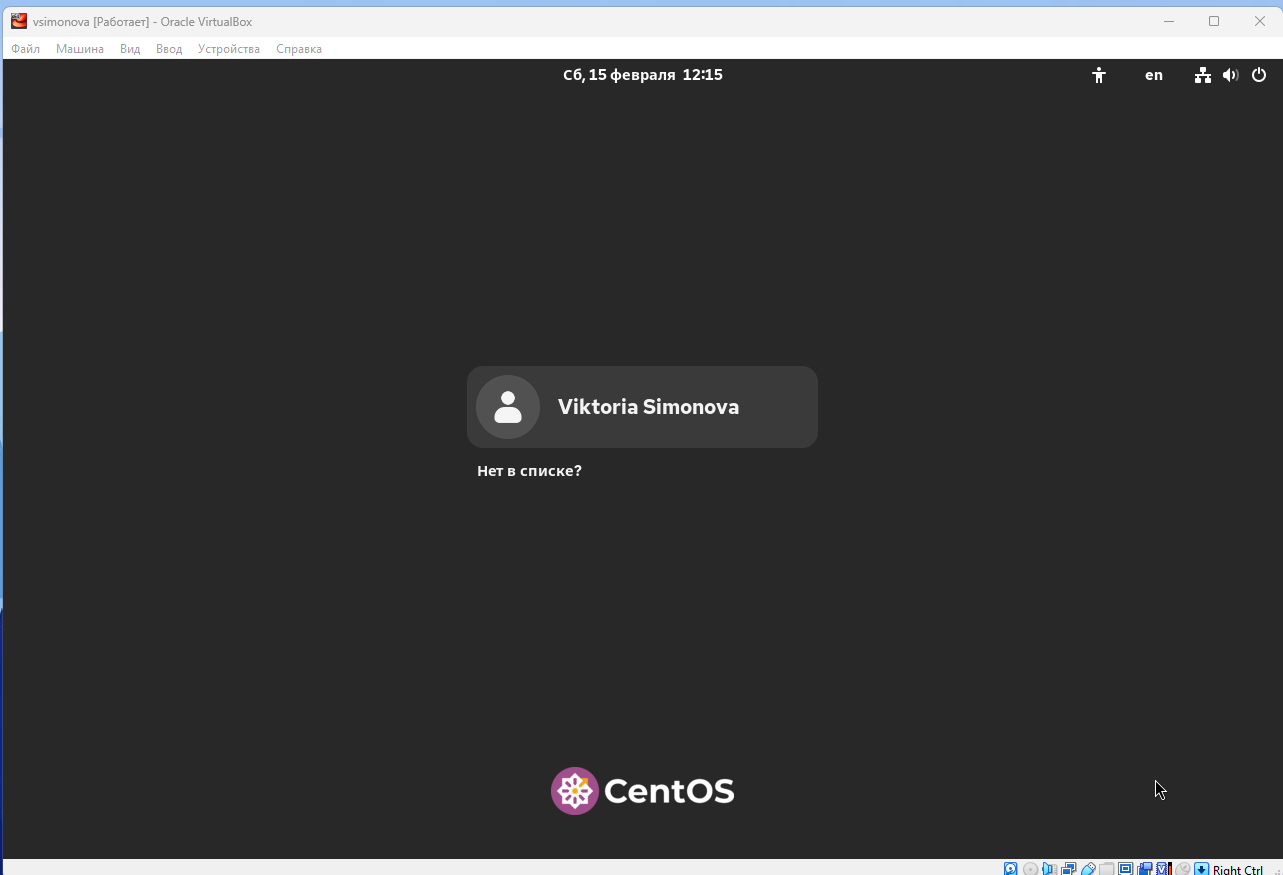 vsimonova [Работает] - Oracle VirtualBox
Файл Машина Вид Ввод Устройства Справка
Сб, 15 февраля 12:15
en
Viktoria Simonova
Нет в списке?
CentOS
Right Ctrl